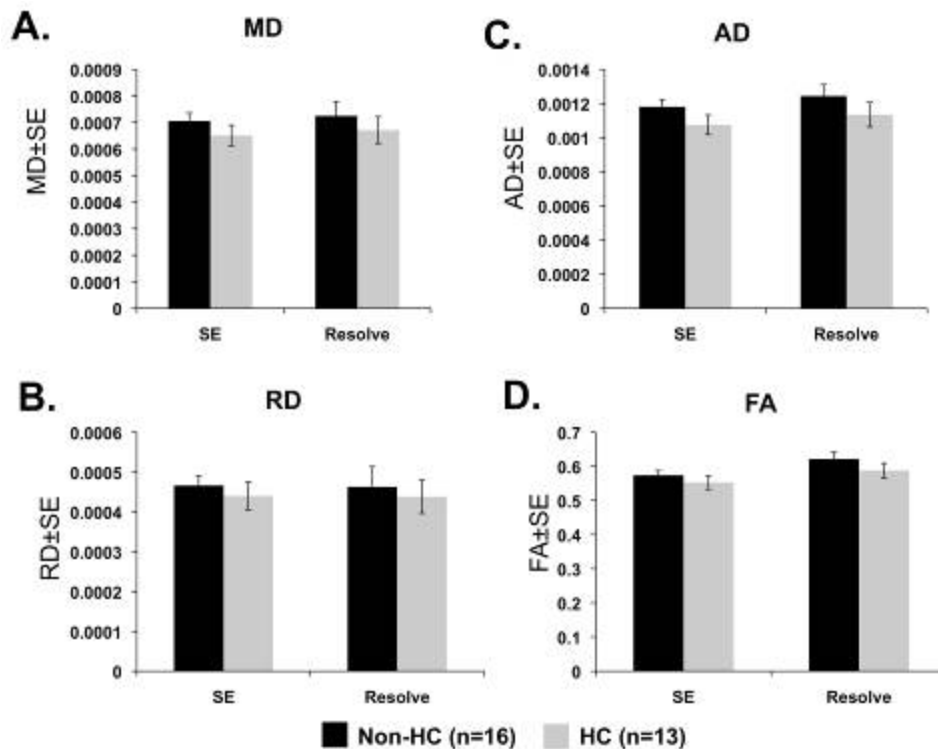 A.
MD
MD±SE
0.0009
0.0008
0.0007
0.0006
0.0005
0.0004
0.0003
0.0002
0.0001
0
SE Resolve
C.
AD
AD±SE
0.0014
0.0012
0.001
0.0008
0.0006
0.0004
0.0002
0
SE Resolve
B.
RD
RD±SE
0.0006
0.0005
0.0004
0.0003
0.0002
0.0001
0
SE Resolve
D.
FA
FA±SE
0.7
0.6
0.5
0.4
0.3
0.2
0.1
0
SE Resolve
Non-HC (n=16) HC (n=13)